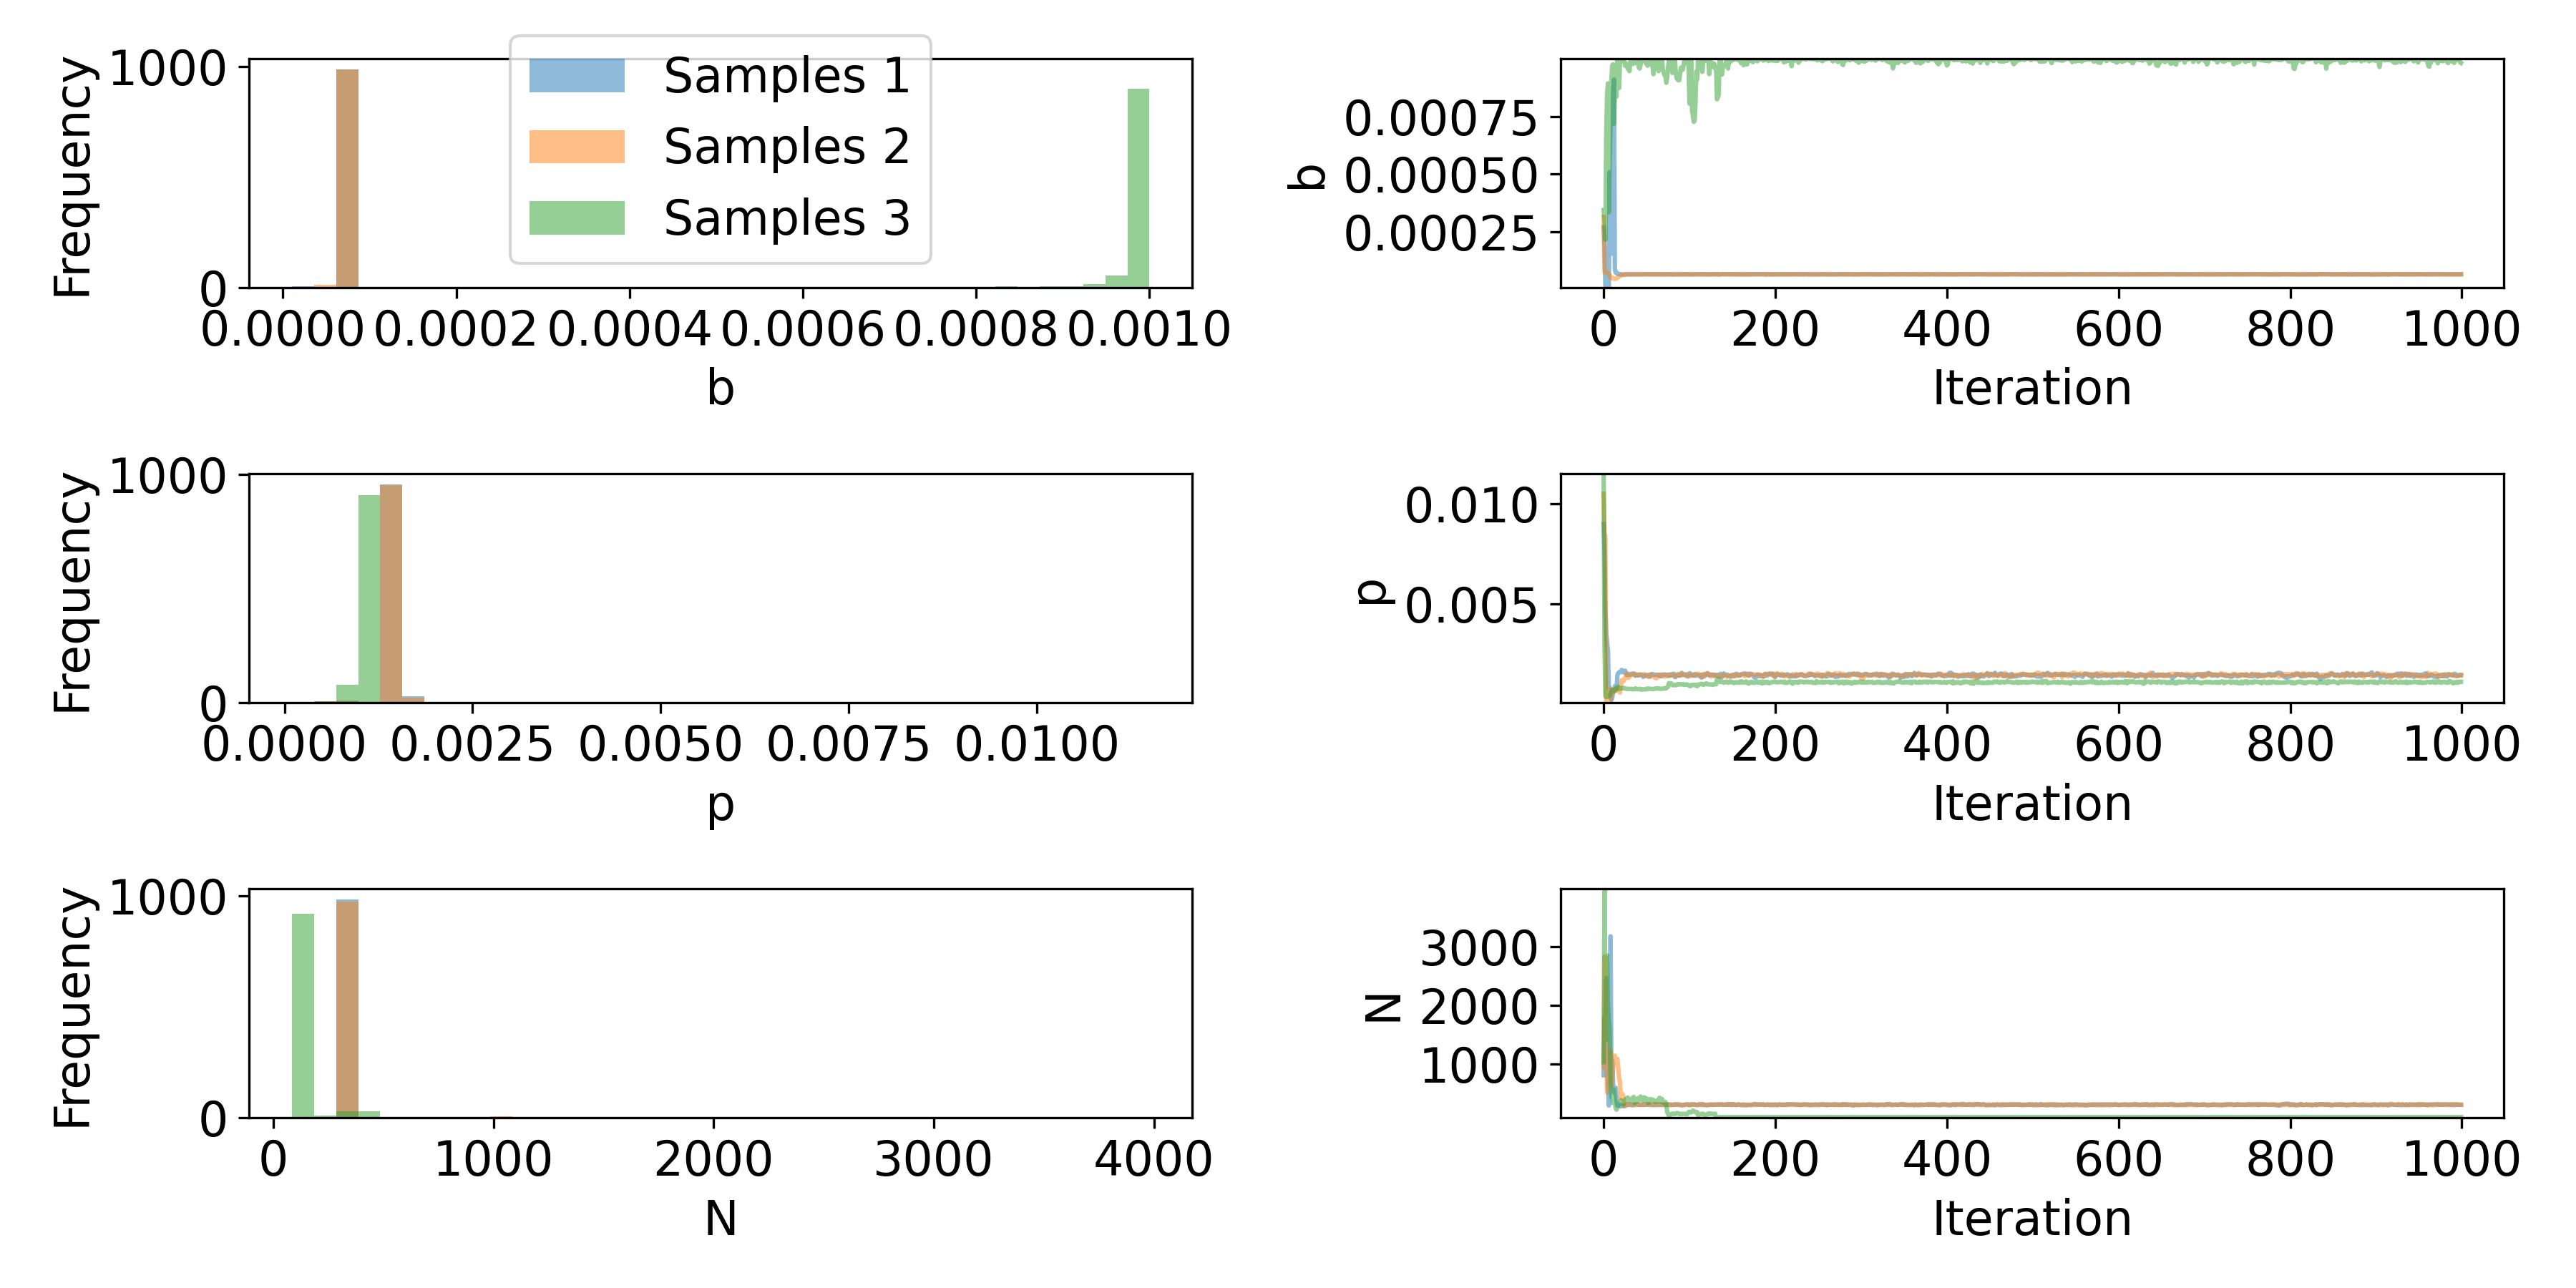 Frequency
1000
0
Samples 1
Samples 2
Samples 3
0.0000 0.0002 0.0004 0.0006 0.0008 0.0010
b
b
0.00075
0.00050
0.00025
0 200 400 600 800 1000
Iteration
Frequency
1000
0
0.0000 0.0025 0.0050 0.0075 0.0100
p
p
0.010
0.005
0 200 400 600 800 1000
Iteration
Frequency
1000
0
0 1000 2000 3000 4000
N
N
3000
2000
1000
0 200 400 600 800 1000
Iteration